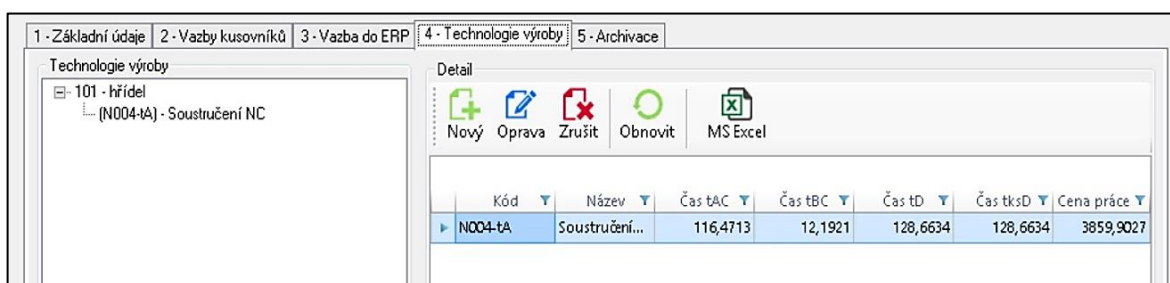 1 - Základní údaje 2 - Vazby kusovníků 3 - Vazba do ERP 4 - Technologie výroby 5 - Archivace
Technologie výroby
101 - hřídel
(N004-tA) - Soustružení NC
Detail
Nový Oprava Zrušit Obnovit MS Excel
Kód Název Čas tAC Čas tBC Čas tD Čas tksD Cena práce
N004-tA Soustružení... 116,4713 12,1921 128,6634 128,6634 3859,9027